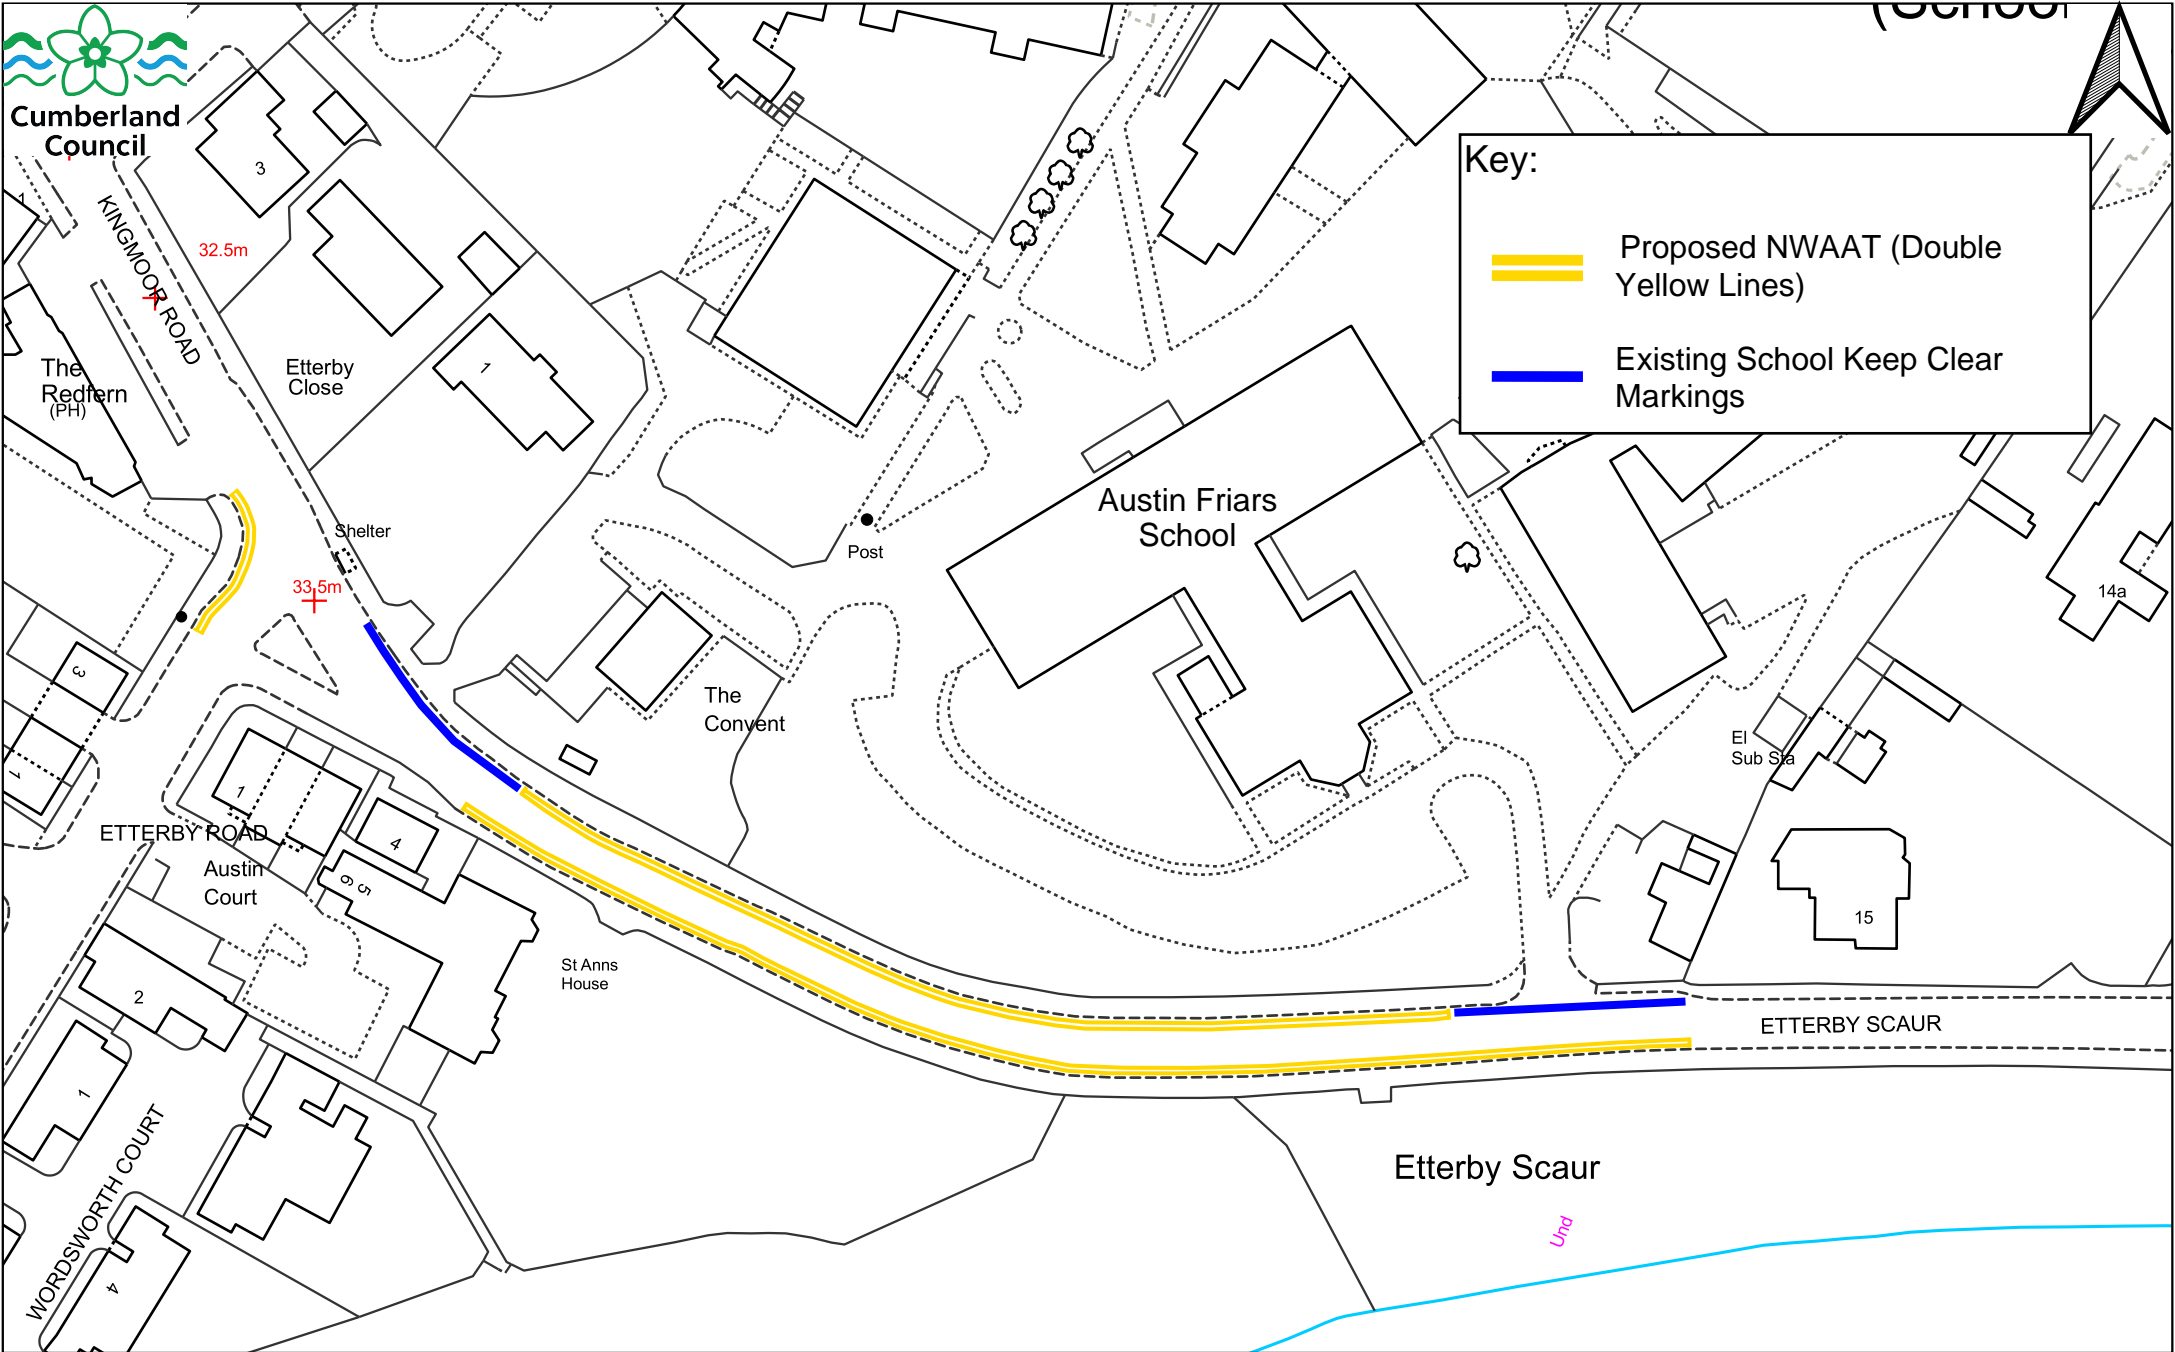 Cumberland
Council
(School
Key:
Proposed NWAAT (Double
Yellow Lines)
Existing School Keep Clear
Markings
3
KINGMOOR ROAD
32.5m
The
Redfern
(PH)
Etterby
Close
1
Shelter
33.5m
Post
Austin Friars
School
14a
3
1
The
Convent
El
Sub Sta
1
4
ETTERBY ROAD
Austin
Court
6
5
15
2
St Anns
House
ETTERBY SCAUR
1
WORDSWORTH COURT
Etterby Scaur
Und
4